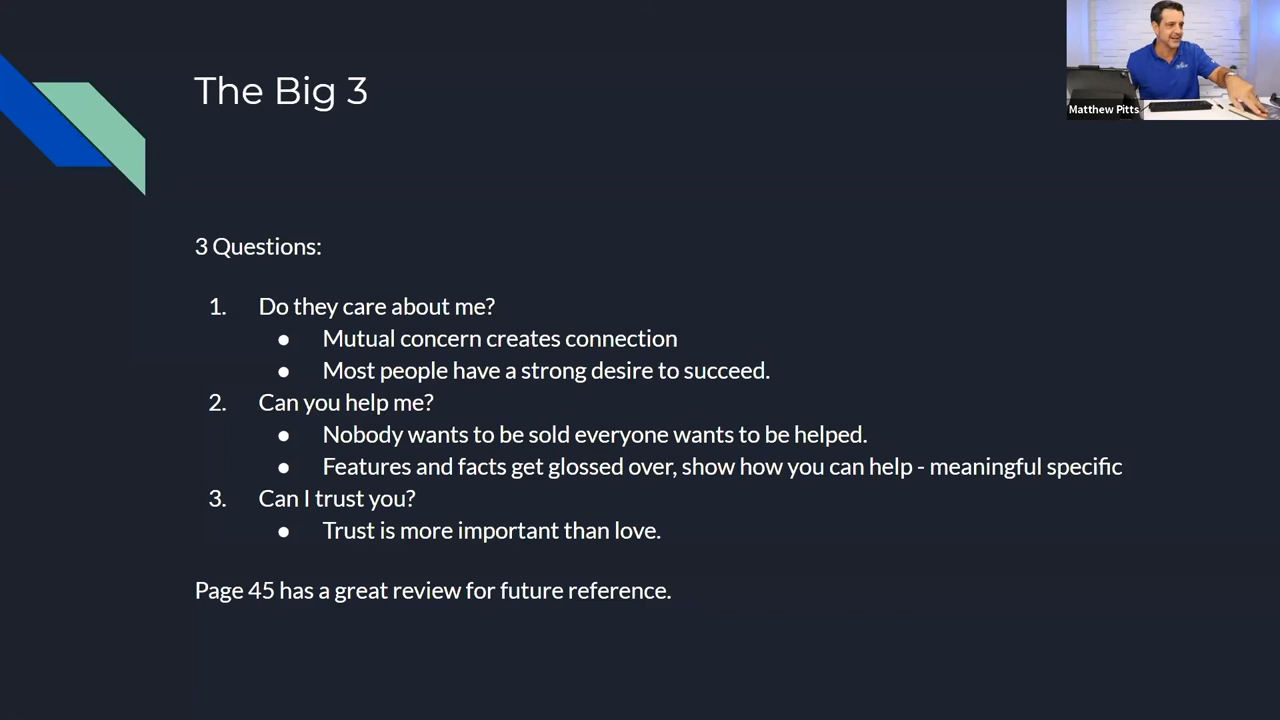 The Big 3
Matthew Pitts
3 Questions:
1. Do they care about me?
● Mutual concern creates connection
● Most people have a strong desire to succeed.
2. Can you help me?
● Nobody wants to be sold everyone wants to be helped.
● Features and facts get glossed over, show how you can help - meaningful specific
3. Can I trust you?
● Trust is more important than love.
Page 45 has a great review for future reference.